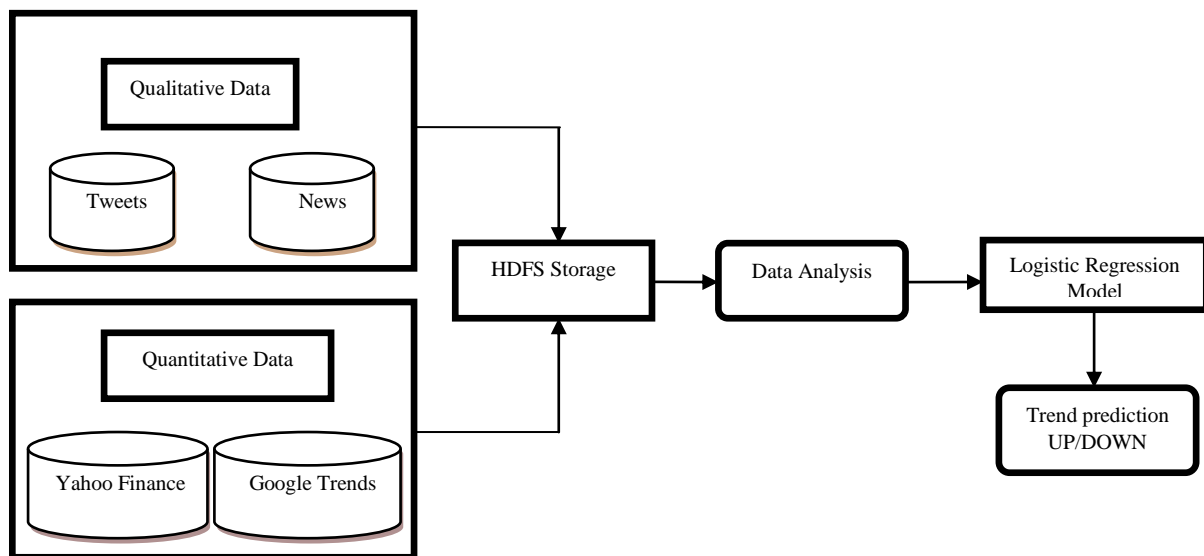 Qualitative Data
Tweets
News
Quantitative Data
Yahoo Finance
Google Trends
HDFS Storage
Data Analysis
Logistic Regression
Model
Trend prediction
UP/DOWN